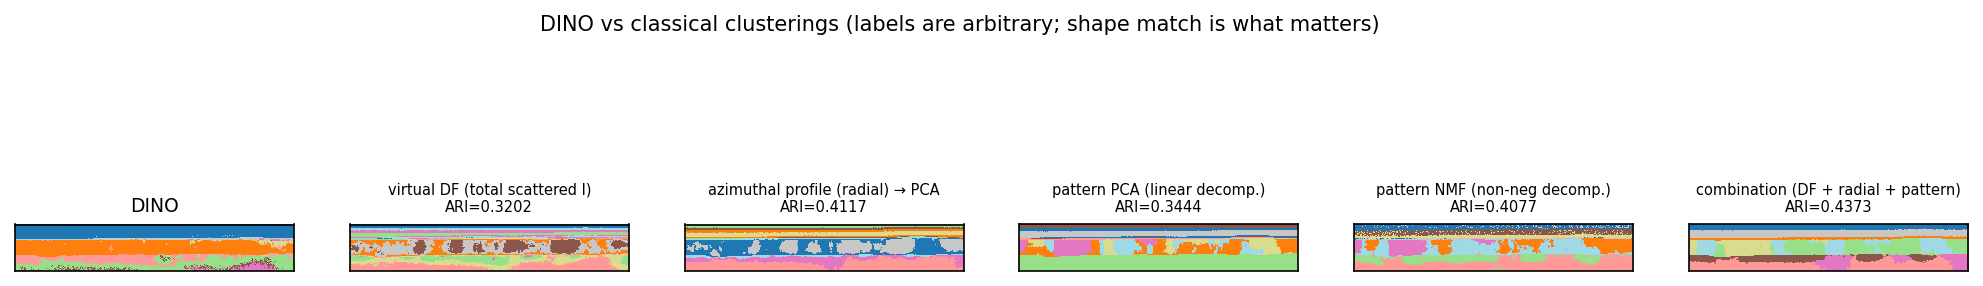 DINO vs classical clusterings (labels are arbitrary; shape match is what matters)
DINO
virtual DF (total scattered I)
ARI=0.3202
azimuthal profile (radial) → PCA
ARI=0.4117
pattern PCA (linear decomp.)
ARI=0.3444
pattern NMF (non-neg decomp.)
ARI=0.4077
combination (DF + radial + pattern)
ARI=0.4373